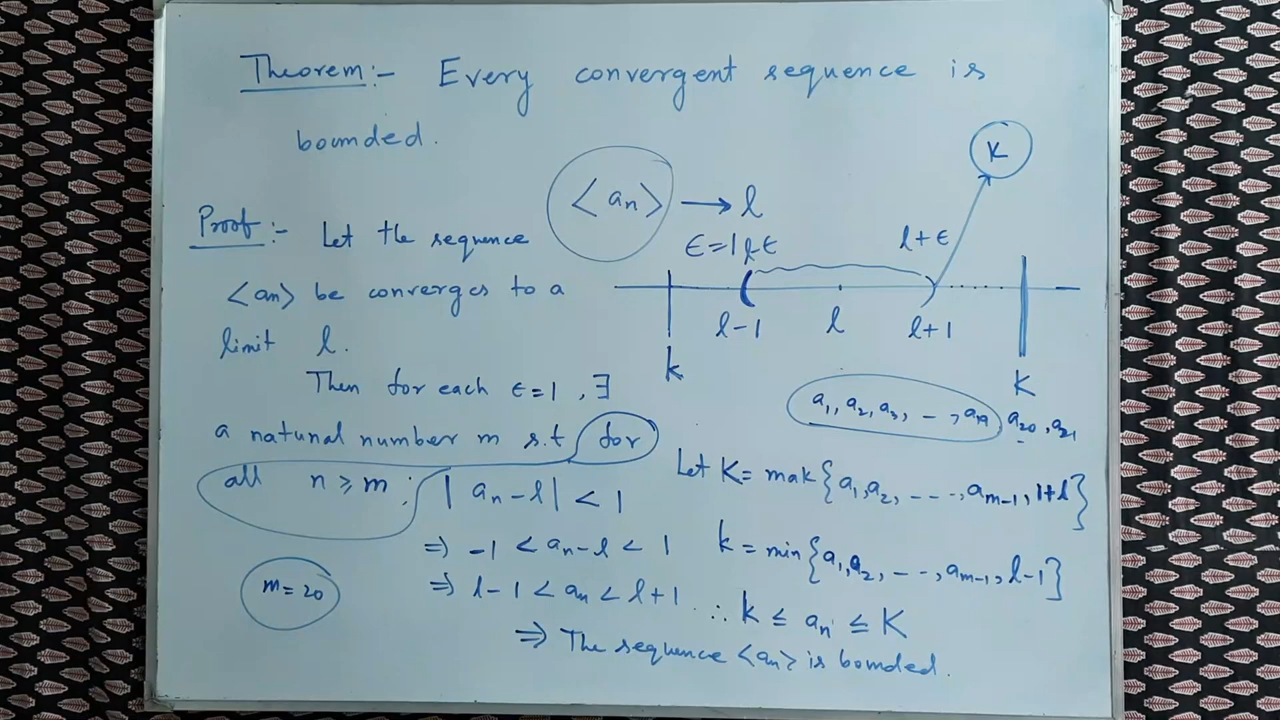 Theorem:- Every convergent sequence is
bounded.
Proof:- Let the sequence
<an> be converges to a
limit l.
Then for each ϵ=1, ∃
a natural number m s.t for
all n ≥ m : | an - l | < 1
⇒ -1 < an - l < 1
⇒ l-1 < an < l+1
m=20
<an> → l
ϵ=1 l-ϵ l+ϵ K
l-1 l l+1
k K
a1, a2, a3, - - , a19 a20, a21
Let K = max{a1, a2, - - - -, am-1, 1+l}
k = min{a1, a2, - - - -, am-1, l-1}
∴ k ≤ an ≤ K
⇒ The sequence <an> is bounded.